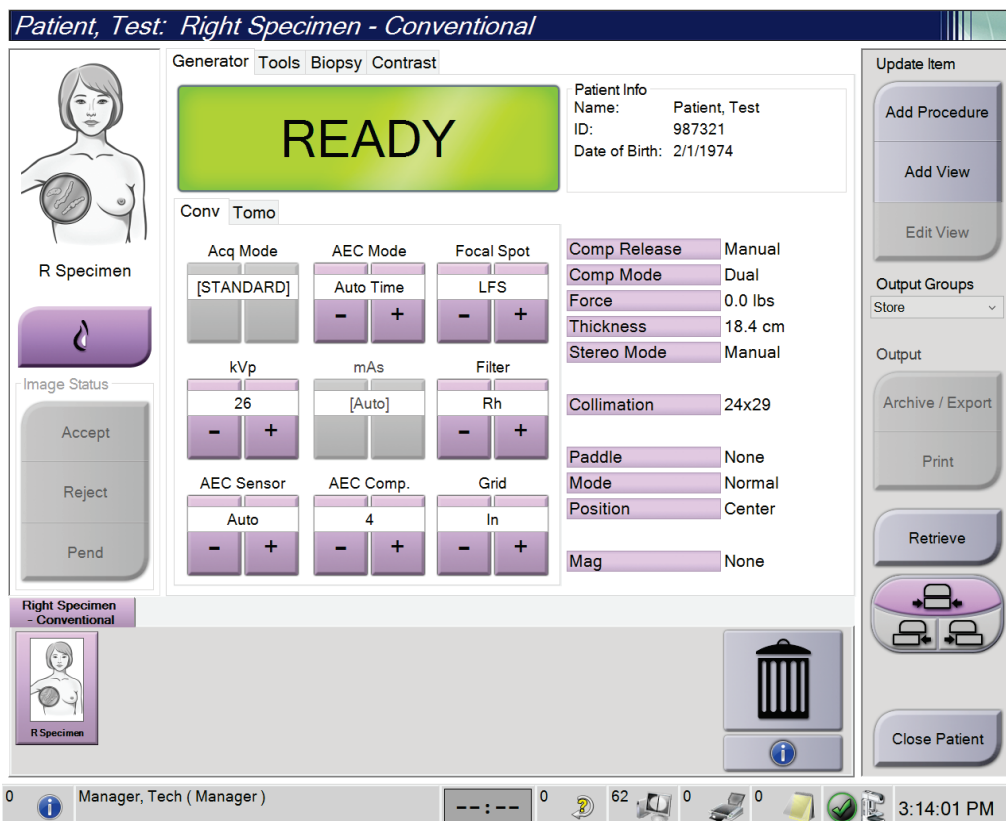 Patient, Test: Right Specimen - Conventional
R Specimen
Image Status
Accept
Reject
Pend
Generator Tools Biopsy Contrast
READY
Patient Info
Name: Patient, Test
ID: 987321
Date of Birth: 2/1/1974
Conv Tomo
Acq Mode AEC Mode Focal Spot
[STANDARD] Auto Time LFS
- + - +
kVp mAs Filter
26 [Auto] Rh
- + - +
AEC Sensor AEC Comp. Grid
Auto 4 In
- + - + - +
Comp Release Manual
Comp Mode Dual
Force 0.0 lbs
Thickness 18.4 cm
Stereo Mode Manual
Collimation 24x29
Paddle None
Mode Normal
Position Center
Mag None
Update Item
Add Procedure
Add View
Edit View
Output Groups
Store
Output
Archive / Export
Print
Retrieve
Close Patient
Right Specimen
- Conventional
R Specimen
0 Manager, Tech ( Manager ) --:-- 0 62 0 0 3:14:01 PM